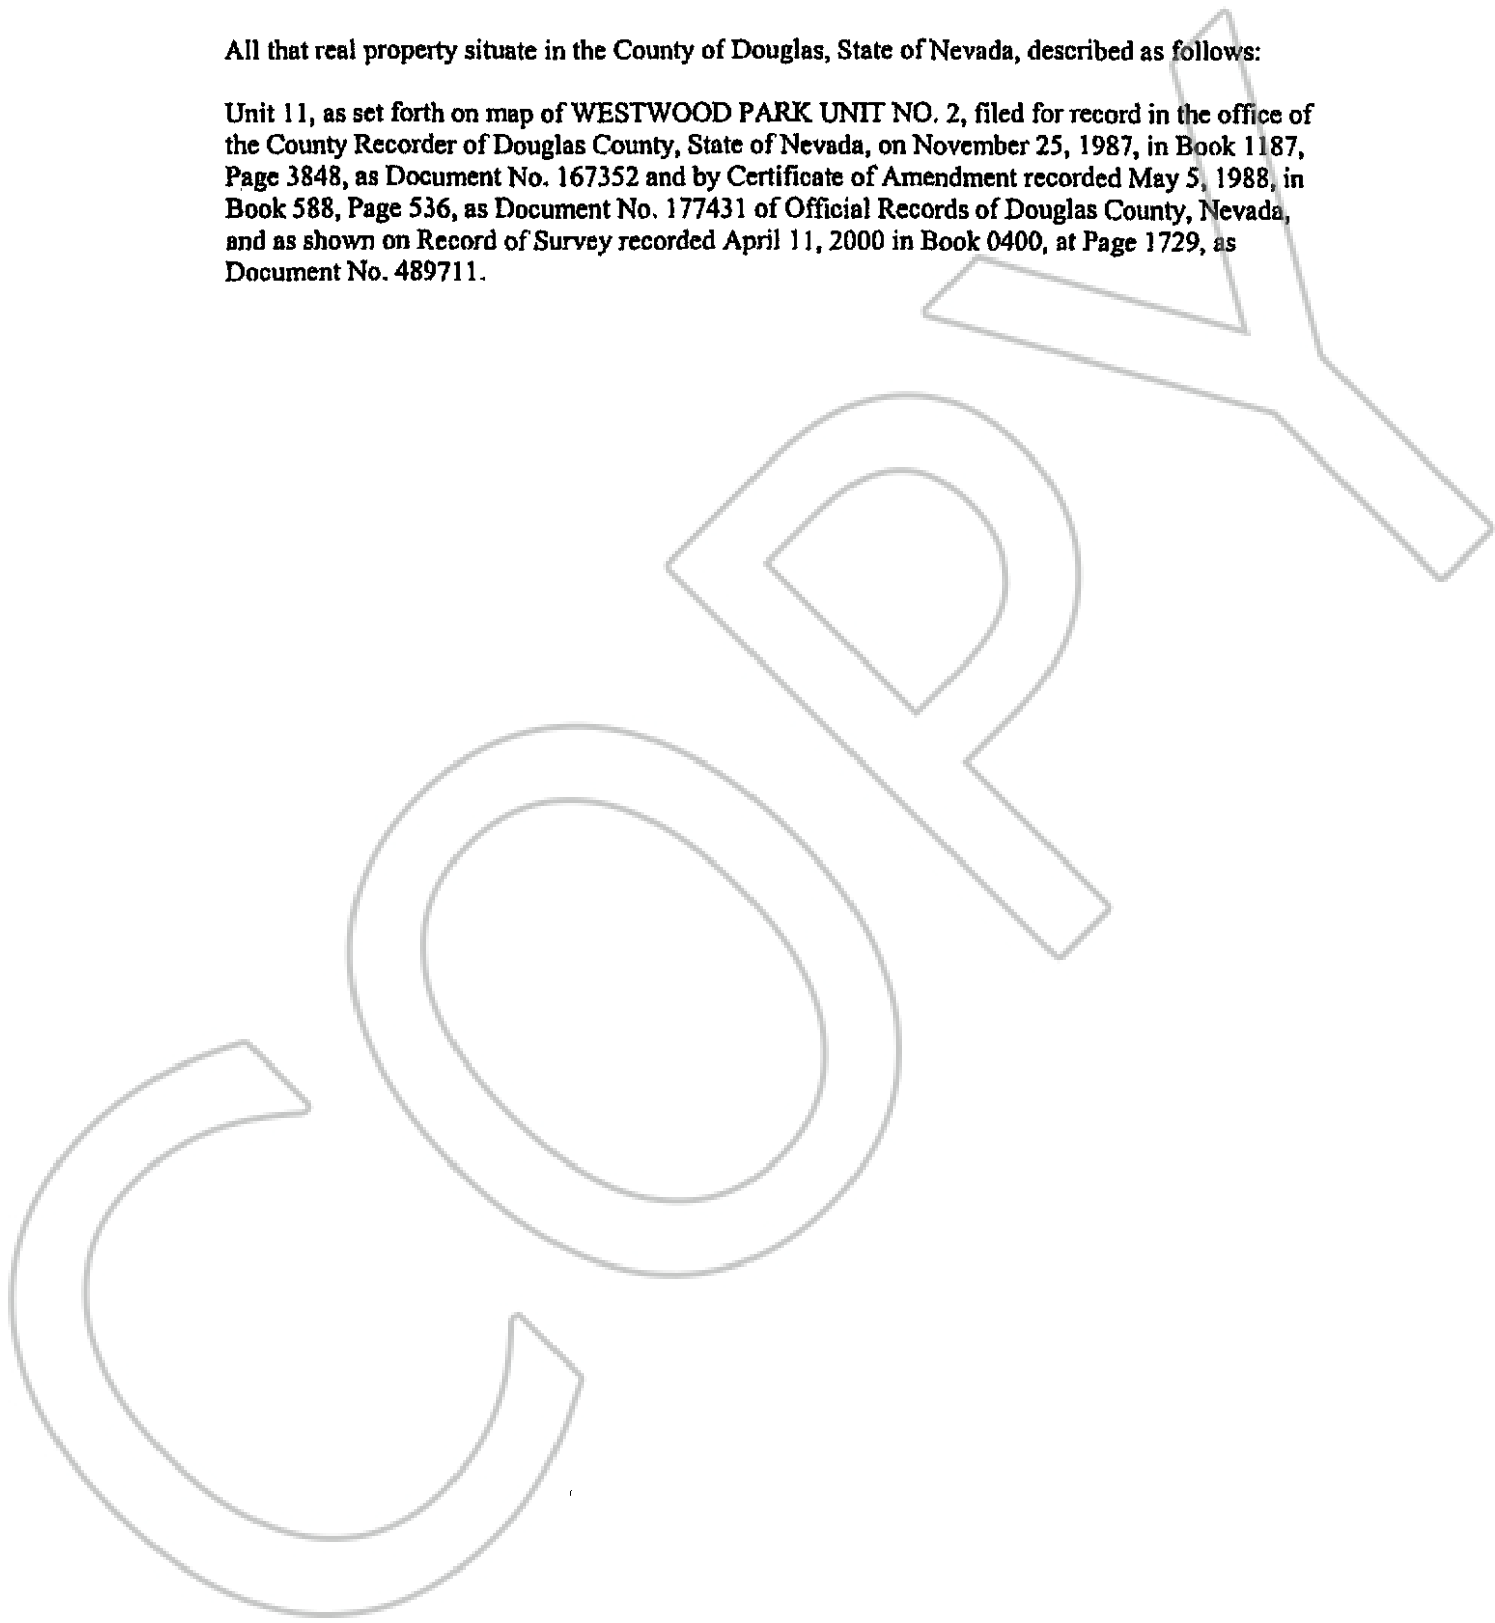 All that real property situate in the County of Douglas, State of Nevada, described as follows:
Unit 11, as set forth on map of WESTWOOD PARK UNIT NO. 2, filed for record in the office of
the County Recorder of Douglas County, State of Nevada, on November 25, 1987, in Book 1187,
Page 3848, as Document No. 167352 and by Certificate of Amendment recorded May 5, 1988, in
Book 588, Page 536, as Document No. 177431 of Official Records of Douglas County, Nevada,
and as shown on Record of Survey recorded April 11, 2000 in Book 0400, at Page 1729, as
Document No. 489711.
COPY